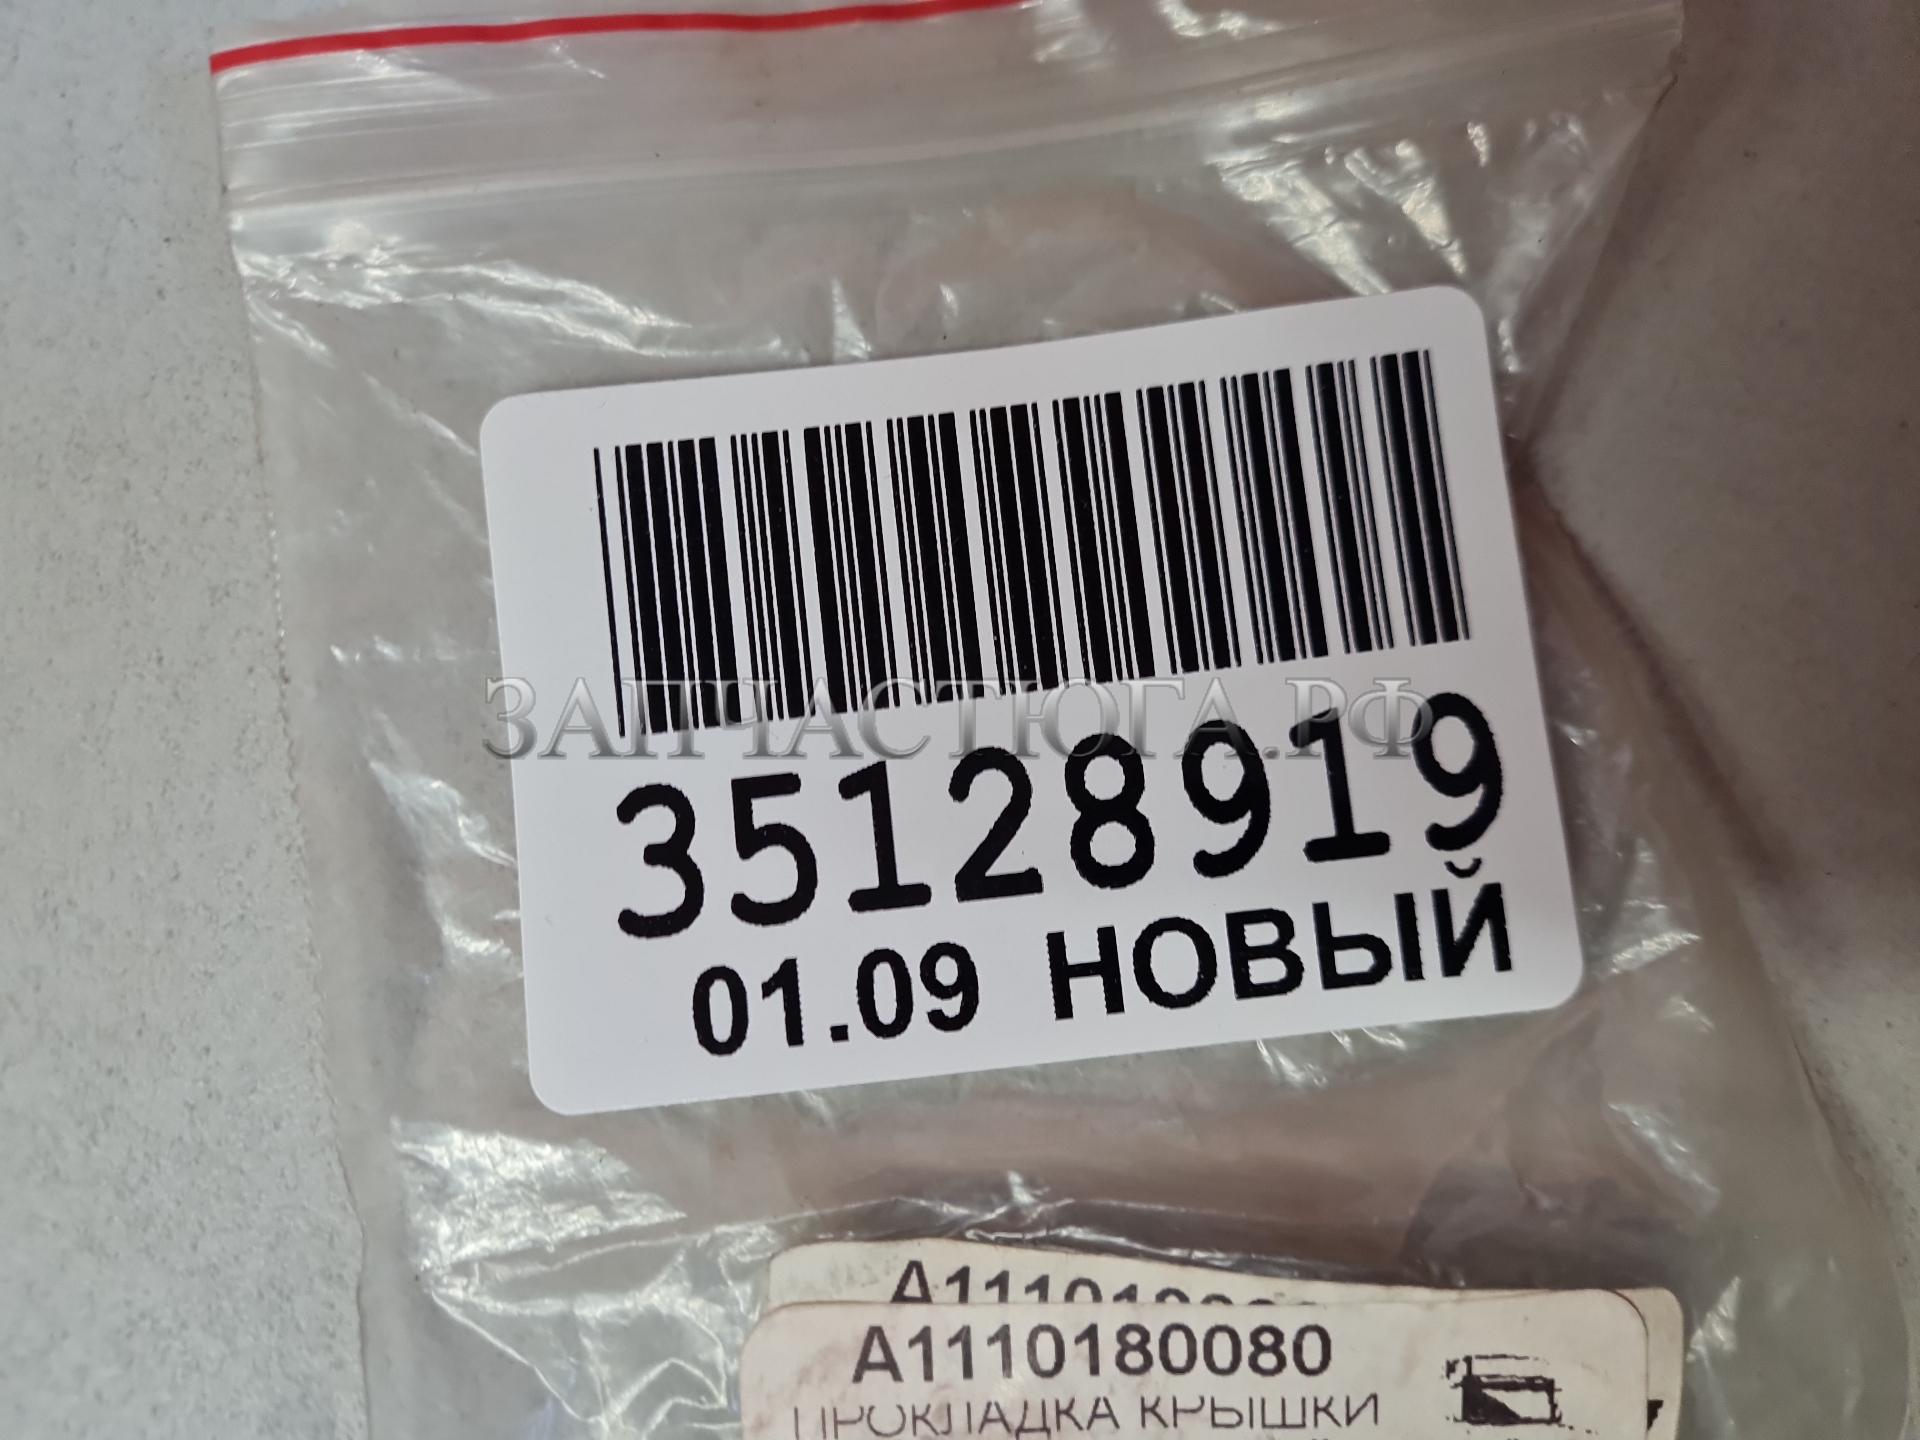 ЗАПЧАСТЮГА.РФ
35128919
01.09 НОВЫЙ
A1110180080
ПРОКЛАДКА КРЫШКИ